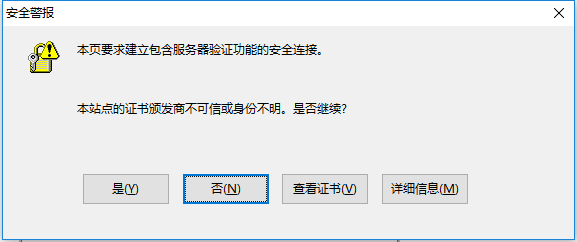 安全警报
本页要求建立包含服务器验证功能的安全连接。
本站点的证书颁发商不可信或身份不明。是否继续?
是(Y) 否(N) 查看证书(V) 详细信息(M)